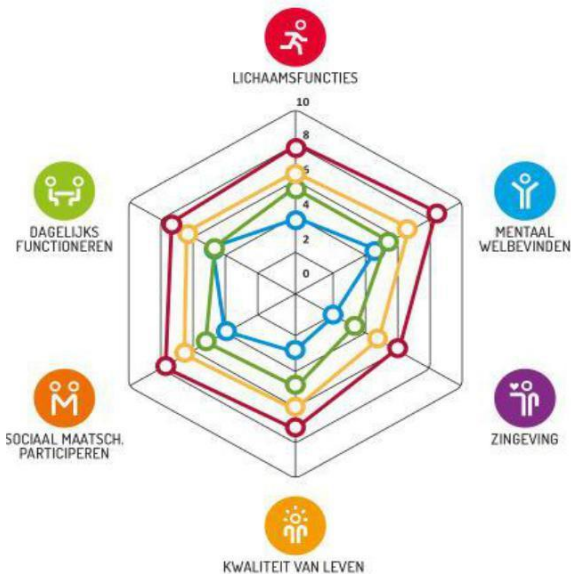 LICHAAMSFUNCTIES
10
8
6
4
2
0
DAGELIJKS
FUNCTIONEREN
MENTAAL
WELBEVINDEN
SOCIAAL MAATSCH.
PARTICIPEREN
ZINGEVING
KWALITEIT VAN LEVEN